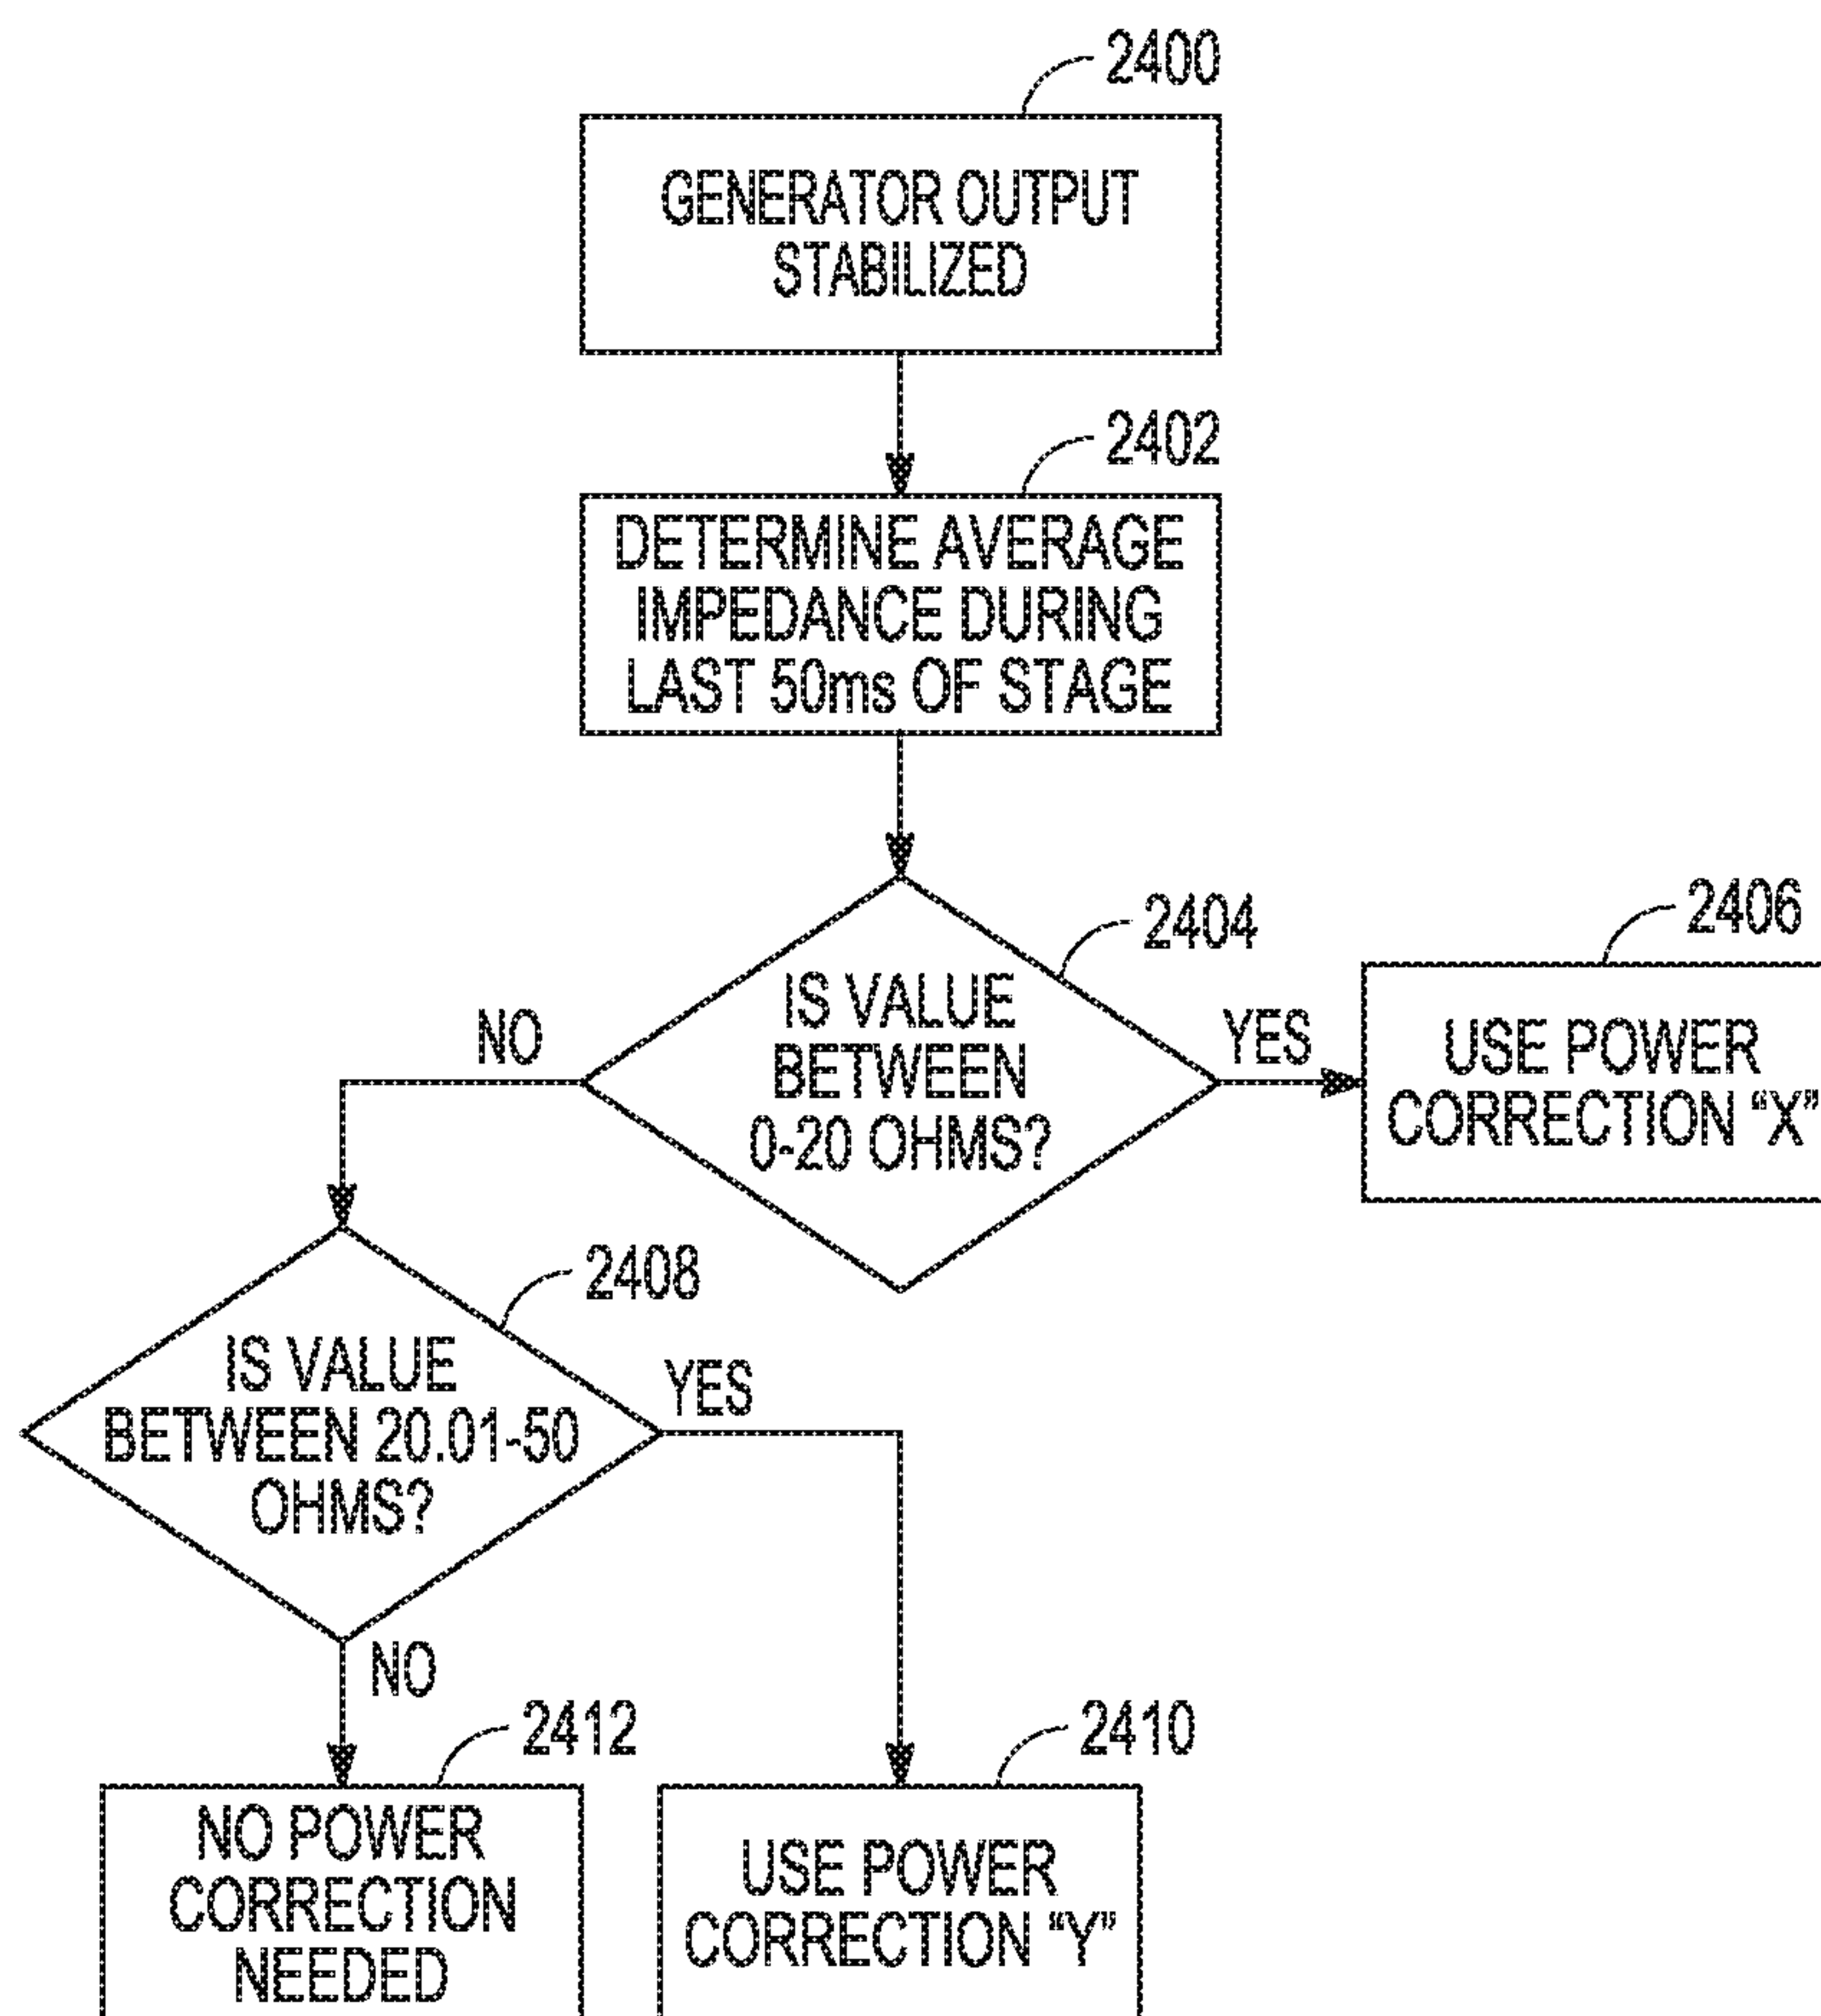 2400
GENERATOR OUTPUT
STABILIZED
2402
DETERMINE AVERAGE
IMPEDANCE DURING
LAST 50ms OF STAGE
2404
IS VALUE
BETWEEN
0-20 OHMS?
NO
YES
2406
USE POWER
CORRECTION “X”
2408
IS VALUE
BETWEEN 20.01-50
OHMS?
YES
NO
2412
NO POWER
CORRECTION
NEEDED
2410
USE POWER
CORRECTION “Y”